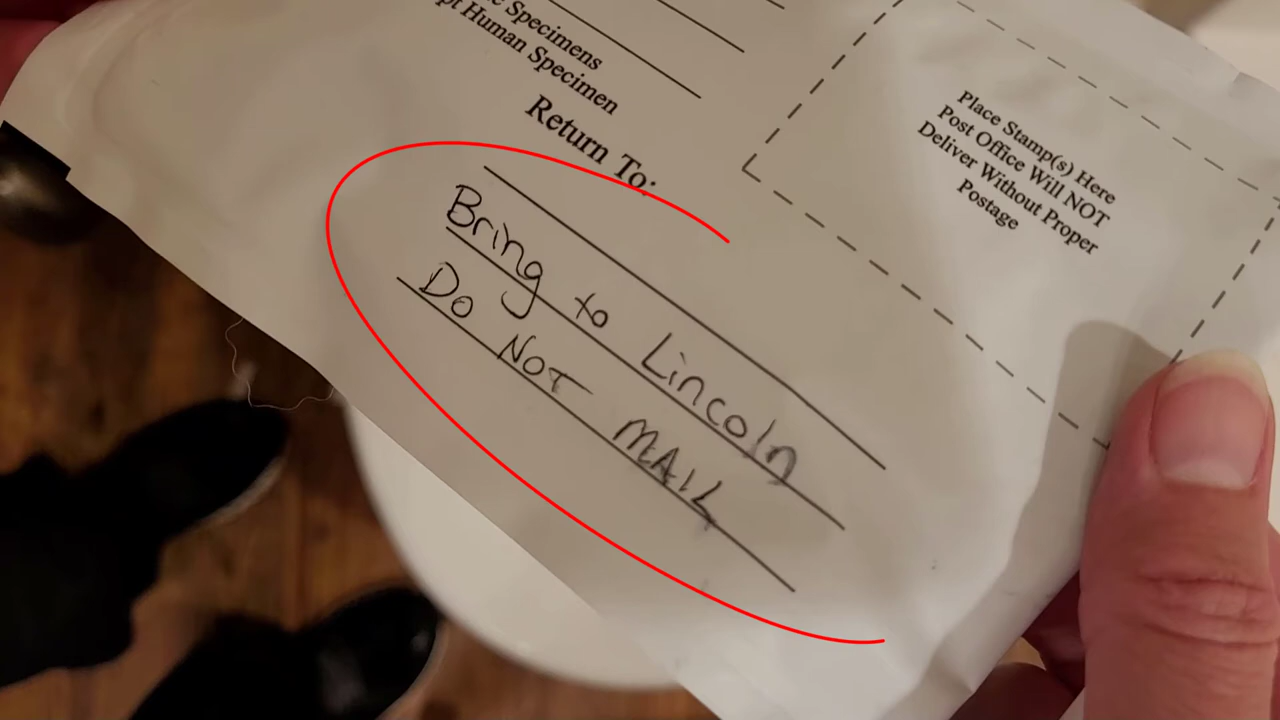 Specimens
Human Specimen
Return To:
Bring to Lincoln
Do NOT MAIL
Place Stamp(s) Here
Post Office Will NOT
Deliver Without Proper
Postage